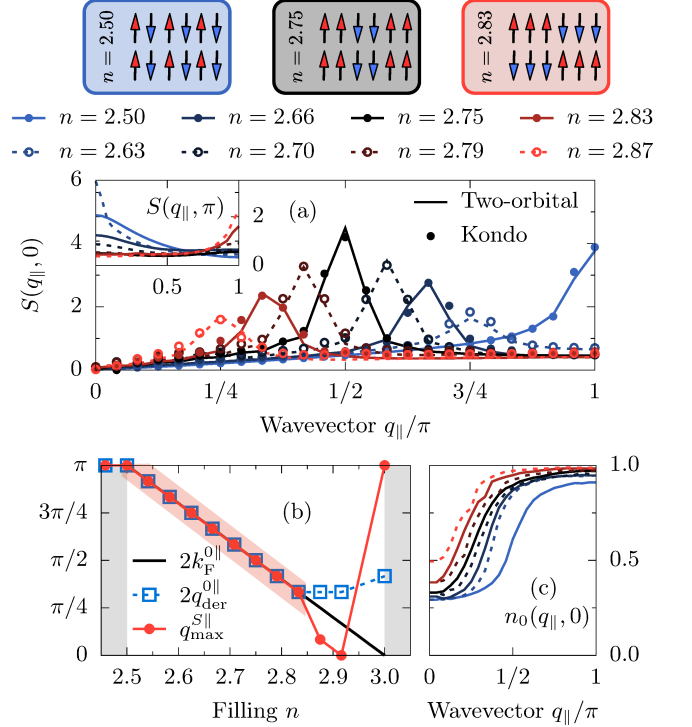 n = 2.50
n = 2.75
n = 2.83
n = 2.50
n = 2.66
n = 2.75
n = 2.83
n = 2.63
n = 2.70
n = 2.79
n = 2.87
6
4
2
0
S(q∥, 0)
S(q∥, π)
2
1
0
0.5
1
(a)
Two-orbital
Kondo
0
1/4
1/2
3/4
1
Wavevector q∥/π
π
3π/4
π/2
π/4
0
(b)
2k_F^{0∥}
2q_der^{0∥}
q_max^{S∥}
2.5
2.6
2.7
2.8
2.9
3.0
Filling n
1.0
0.5
0.0
(c)
n₀(q∥, 0)
0
1/2
1
Wavevector q∥/π